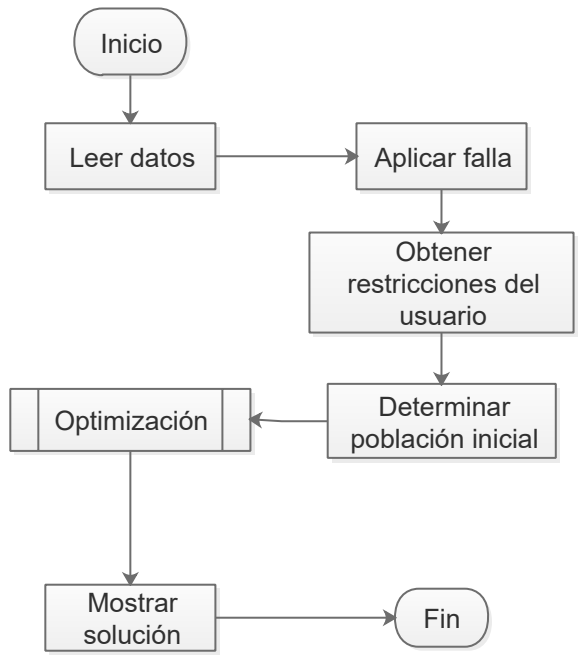 Inicio
Leer datos
Aplicar falla
Obtener
restricciones del
usuario
Determinar
población inicial
Optimización
Mostrar
solución
Fin